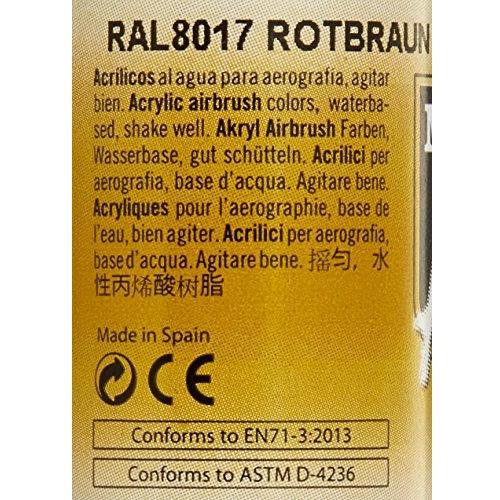 RAL8017 ROTBRAUN
Acrílicos al agua para aerografía, agitar
bien. Acrylic airbrush colors, waterba-
sed, shake well. Akryl Airbrush Farben,
Wasserbase, gut schütteln. Acrilici per
aerografia, base d'acqua. Agitare bene.
Acryliques pour l'aerographie, base de
l'eau, bien agiter. Acrilici per aerografia,
base d'acqua. Agitare bene. 摇匀，水
性丙烯酸树脂
Made in Spain
CE
Conforms to EN71-3:2013
Conforms to ASTM D-4236